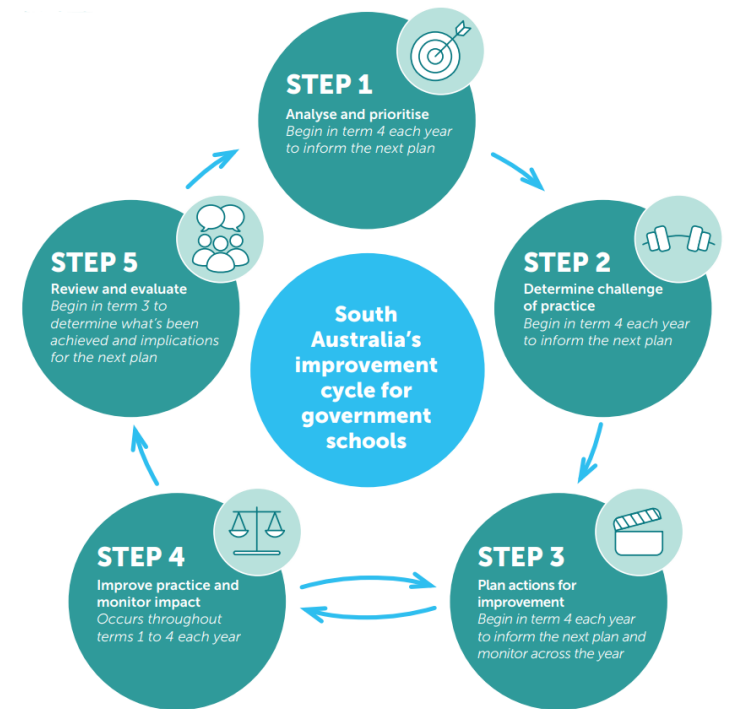 STEP 1
Analyse and prioritise
Begin in term 4 each year
to inform the next plan
STEP 2
Determine challenge
of practice
Begin in term 4 each year
to inform the next plan
STEP 3
Plan actions for
improvement
Begin in term 4 each year
to inform the next plan and
monitor across the year
STEP 4
Improve practice and
monitor impact
Occurs throughout
terms 1 to 4 each year
STEP 5
Review and evaluate
Begin in term 3 to
determine what's been
achieved and implications
for the next plan
South
Australia's
improvement
cycle for
government
schools